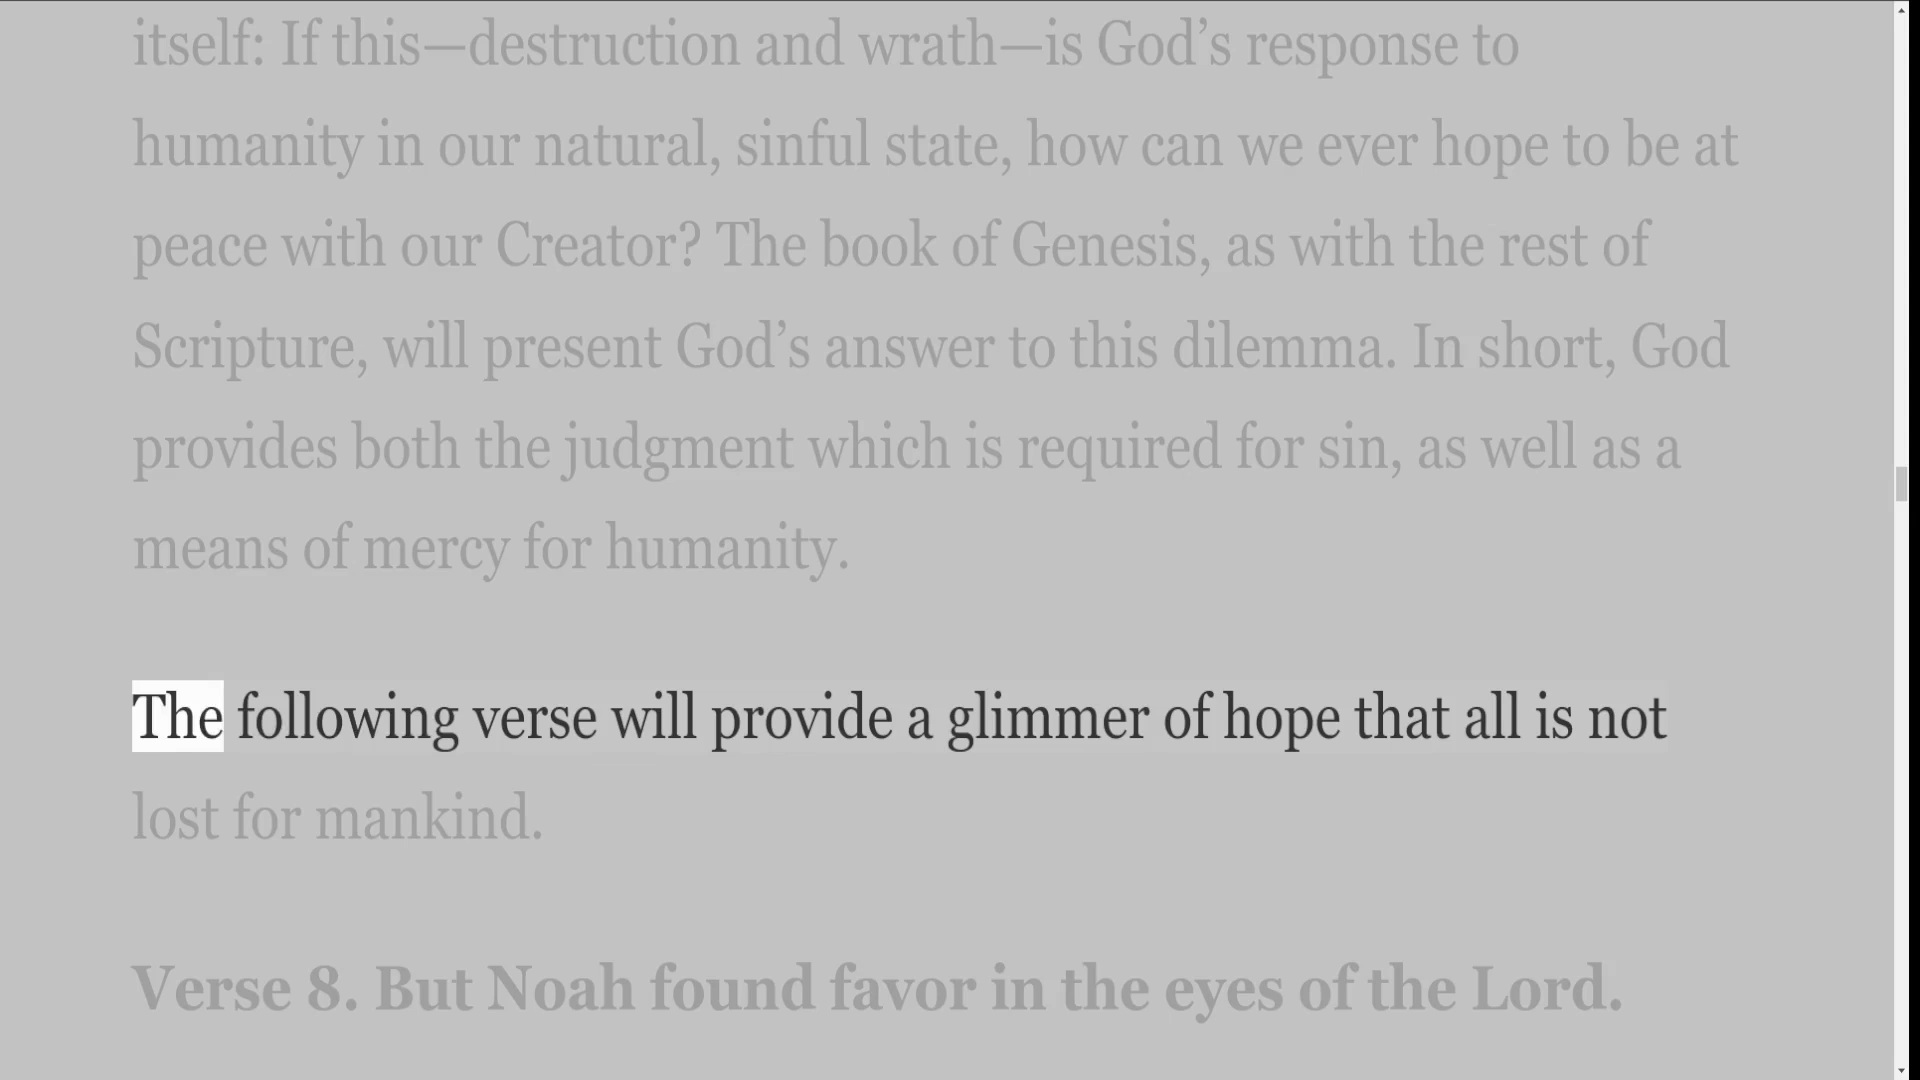 itself: If this—destruction and wrath—is God’s response to
humanity in our natural, sinful state, how can we ever hope to be at
peace with our Creator? The book of Genesis, as with the rest of
Scripture, will present God’s answer to this dilemma. In short, God
provides both the judgment which is required for sin, as well as a
means of mercy for humanity.
The following verse will provide a glimmer of hope that all is not
lost for mankind.
Verse 8. But Noah found favor in the eyes of the Lord.